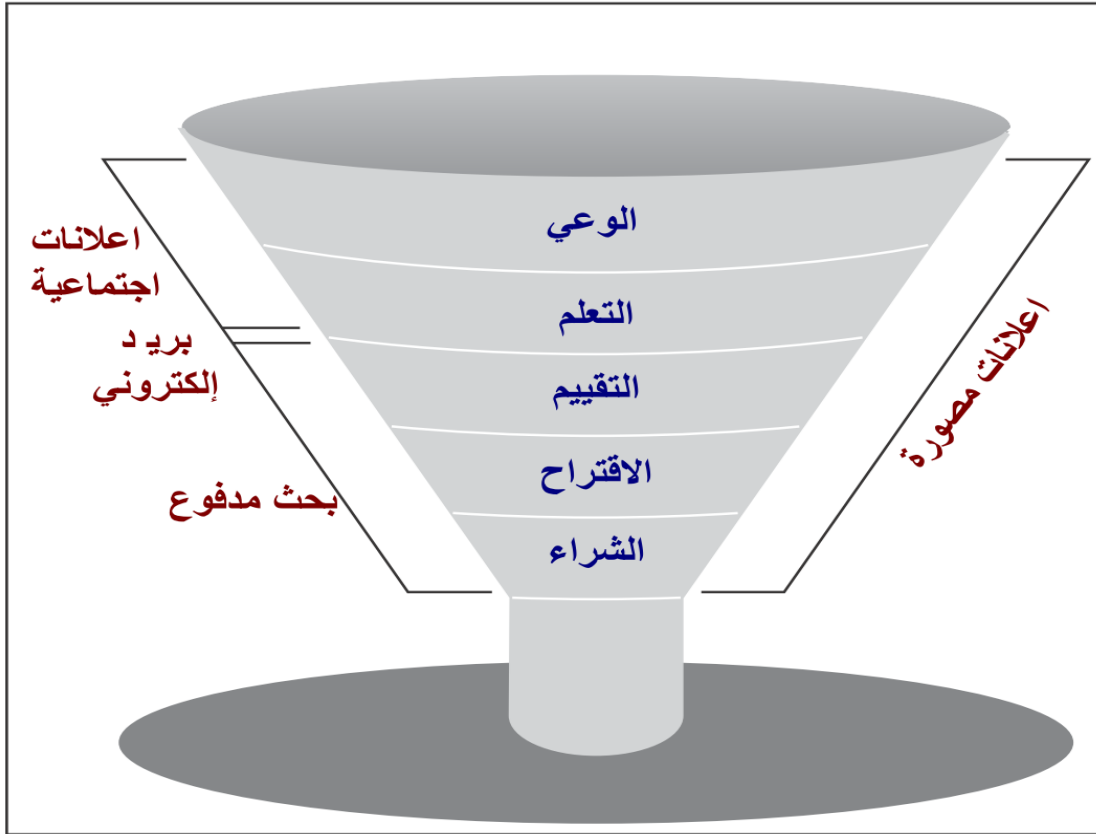 الوعي
التعلم
التقييم
الاقتراح
الشراء
اعلانات
اجتماعية
بريد
إلكتروني
بحث مدفوع
اعلانات مصورة